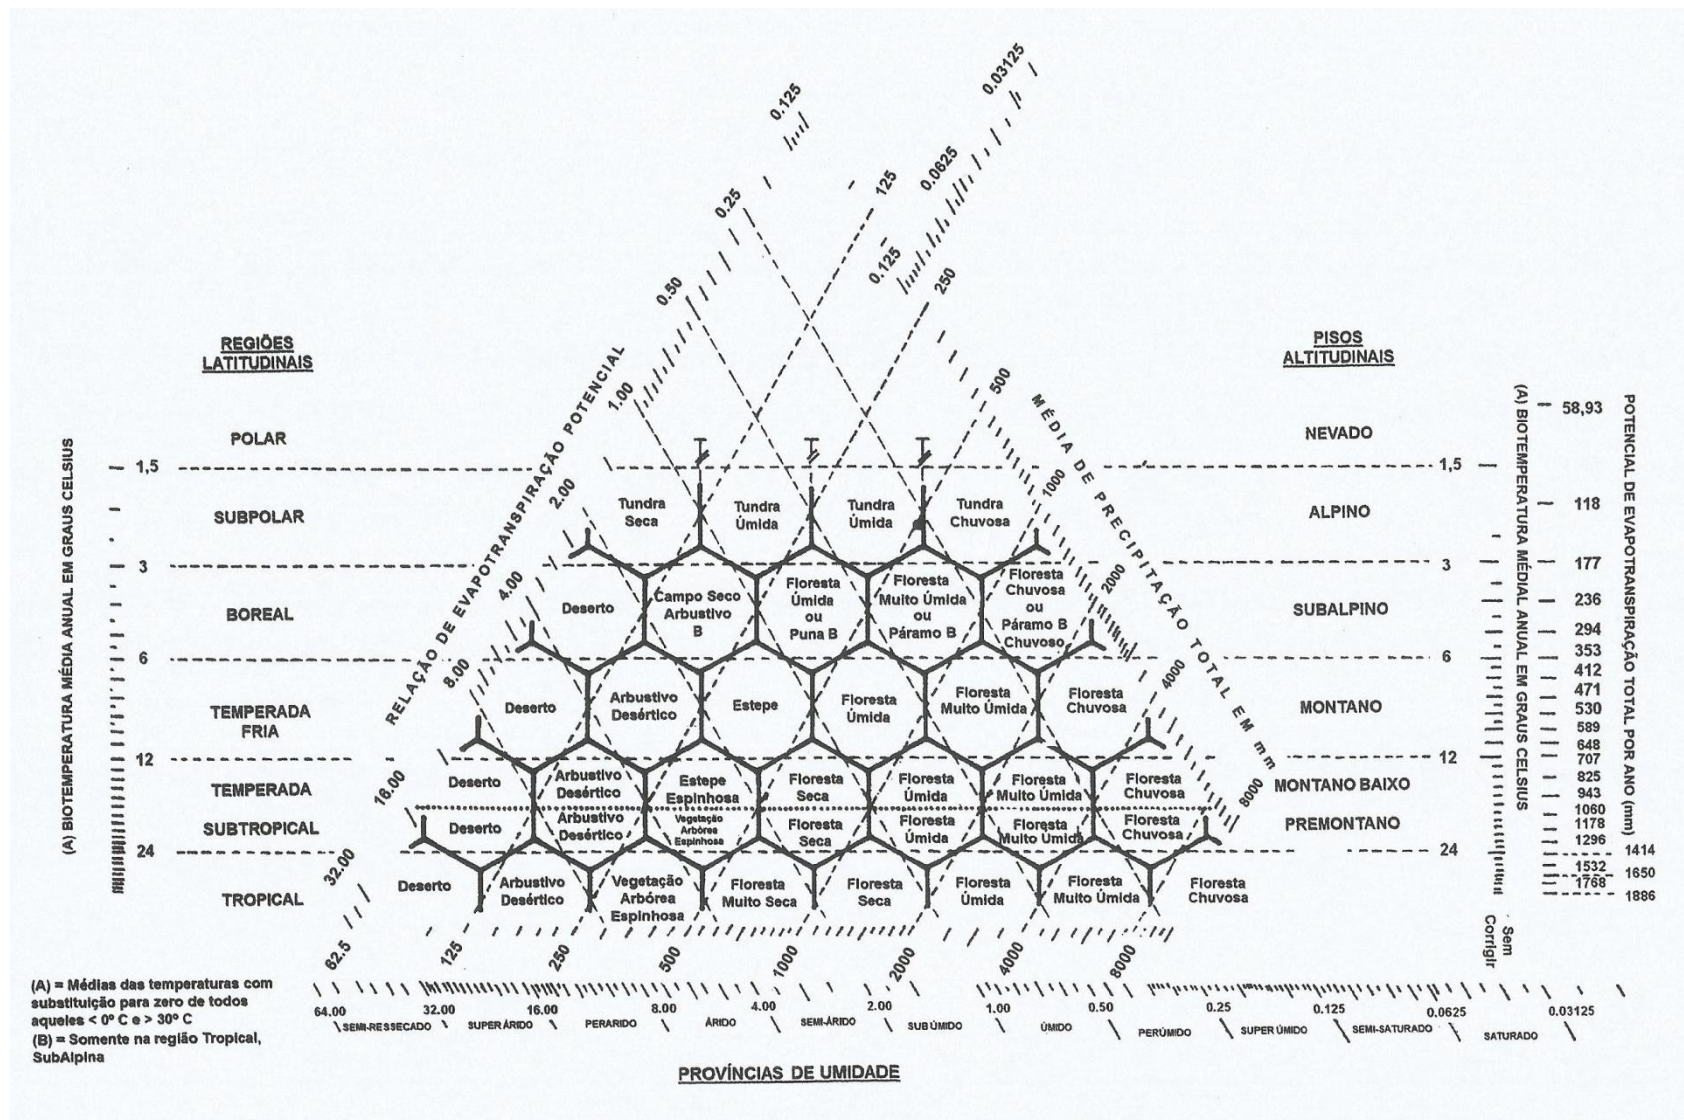 0.03125
0.125
0.0625
0.25
125
0.125
0.50
250
REGIÕES
LATITUDINAIS
PISOS
ALTITUDINAIS
RELAÇÃO DE EVAPOTRANSPIRAÇÃO POTENCIAL
MÉDIA DE PRECIPITAÇÃO TOTAL EM mm
1.00
500
(A) BIOTEMPERATURA MÉDIA ANUAL EM GRAUS CELSIUS
(A) BIOTEMPERATURA MÉDIAL ANUAL EM GRAUS CELSIUS
POTENCIAL DE EVAPOTRANSPIRAÇÃO TOTAL POR ANO (mm)
58,93
POLAR
NEVADO
1,5
1,5
2.00
1000
118
SUBPOLAR
Tundra
Seca
Tundra
Úmida
Tundra
Úmida
Tundra
Chuvosa
ALPINO
3
3
177
4.00
2000
236
BOREAL
Deserto
Campo Seco
Arbustivo
B
Floresta
Úmida
ou
Puna B
Floresta
Muito Úmida
ou
Páramo B
Floresta
Chuvosa
ou
Páramo B
Chuvoso
SUBALPINO
294
353
6
6
412
8.00
4000
471
530
589
648
TEMPERADA
FRIA
Deserto
Arbustivo
Desértico
Estepe
Floresta
Úmida
Floresta
Muito Úmida
Floresta
Chuvosa
MONTANO
12
12
707
16.00
8000
825
943
TEMPERADA
Deserto
Arbustivo
Desértico
Estepe
Espinhosa
Floresta
Seca
Floresta
Úmida
Floresta
Muito Úmida
Floresta
Chuvosa
MONTANO BAIXO
1060
1178
1296
SUBTROPICAL
Deserto
Arbustivo
Desértico
Vegetação
Arbórea
Espinhosa
Floresta
Seca
Floresta
Úmida
Floresta
Muito Úmida
Floresta
Chuvosa
PREMONTANO
24
24
1414
32.00
1532
1650
1768
1886
TROPICAL
Deserto
Arbustivo
Desértico
Vegetação
Arbórea
Espinhosa
Floresta
Muito Seca
Floresta
Seca
Floresta
Úmida
Floresta
Muito Úmida
Floresta
Chuvosa
Sem
Corrigir
62.5
125
250
500
1000
2000
4000
8000
(A) = Médias das temperaturas com
substituição para zero de todos
aqueles < 0º C e > 30º C
(B) = Somente na região Tropical,
SubAlpina
64.00
32.00
16.00
8.00
4.00
2.00
1.00
0.50
0.25
0.125
0.0625
0.03125
SEMI-RESSECADO
SUPER ÁRIDO
PERARIDO
ÁRIDO
SEMI-ÁRIDO
SUB ÚMIDO
ÚMIDO
PERÚMIDO
SUPER ÚMIDO
SEMI-SATURADO
SATURADO
PROVÍNCIAS DE UMIDADE